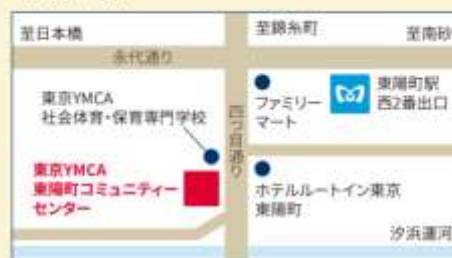 至日本橋
至錦糸町
至南砂
永代通り
東京YMCA
社会体育・保育専門学校
ファミリー
マート
東陽町駅
西2番出口
四つ目通り
東京YMCA
東陽町コミュニティー
センター
ホテルルートイン東京
東陽町
汐浜運河